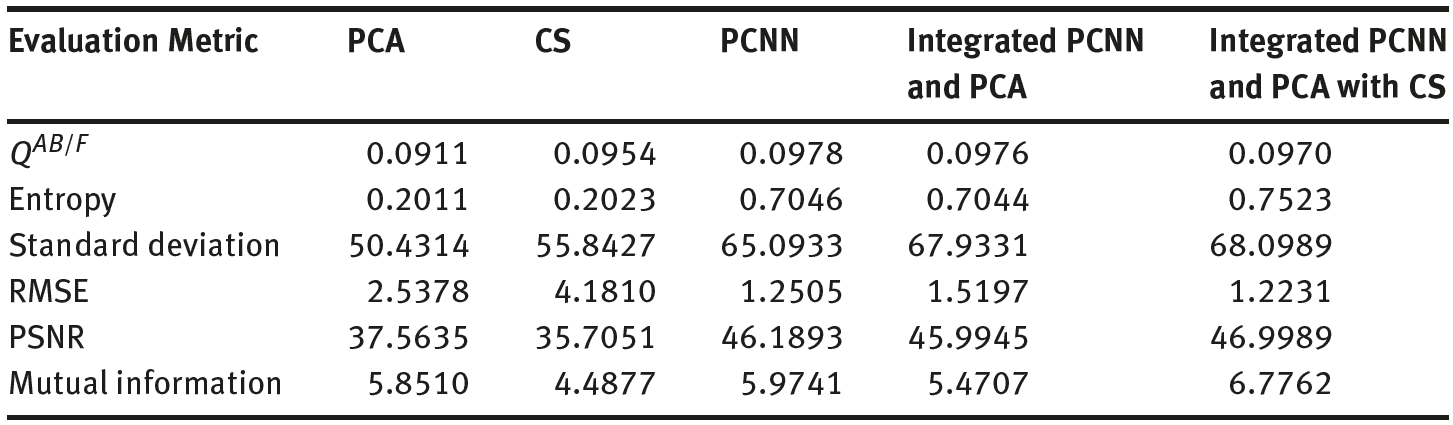 Evaluation Metric PCA CS PCNN Integrated PCNN Integrated PCNN
and PCA and PCA with CS
Q^{AB/F} 0.0911 0.0954 0.0978 0.0976 0.0970
Entropy 0.2011 0.2023 0.7046 0.7044 0.7523
Standard deviation 50.4314 55.8427 65.0933 67.9331 68.0989
RMSE 2.5378 4.1810 1.2505 1.5197 1.2231
PSNR 37.5635 35.7051 46.1893 45.9945 46.9989
Mutual information 5.8510 4.4877 5.9741 5.4707 6.7762